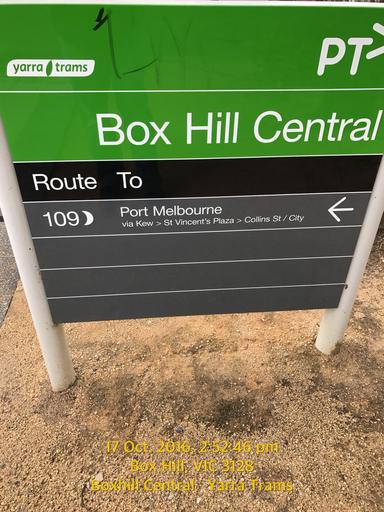 yarra trams
PT>
Box Hill Central
Route To
109 Port Melbourne
via Kew > St Vincent's Plaza > Collins St / City
17 Oct. 2016, 2:52:46 pm
Box Hill, VIC 3128
Boxhill Central - Yarra Trams